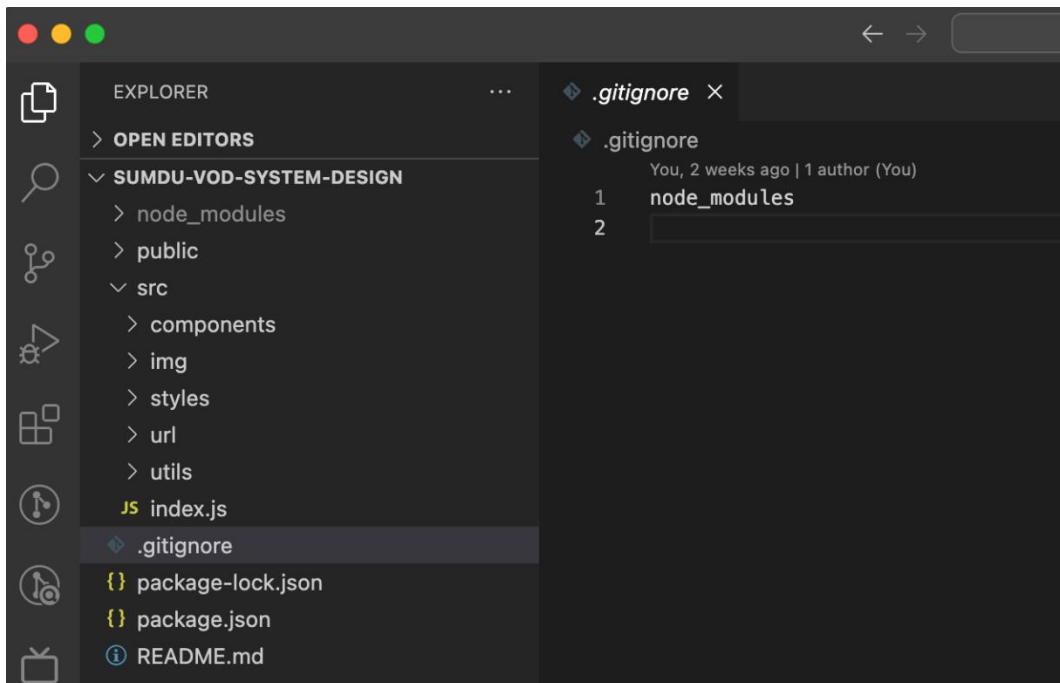 EXPLORER
...
OPEN EDITORS
SUMDU-VOD-SYSTEM-DESIGN
node_modules
public
src
components
img
styles
url
utils
JS index.js
.gitignore
{} package-lock.json
{} package.json
README.md
.gitignore
.gitignore
You, 2 weeks ago | 1 author (You)
1 node_modules
2